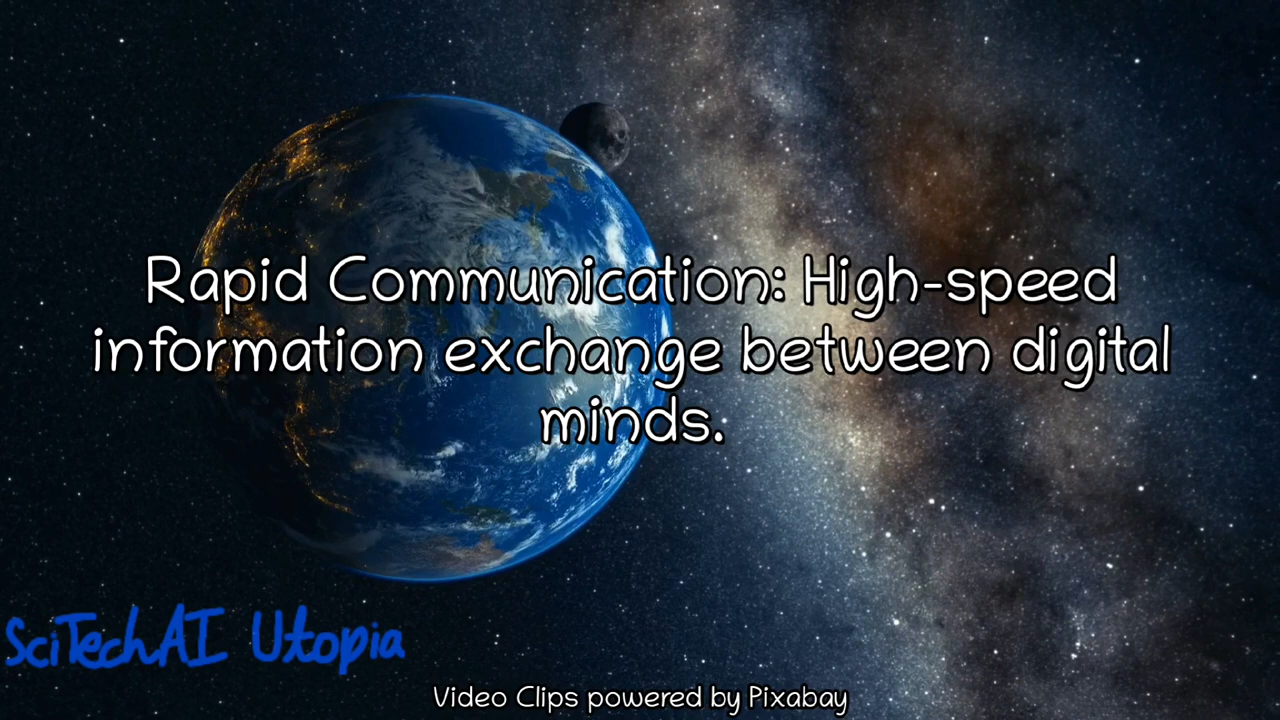 Rapid Communication: High-speed
information exchange between digital
minds.
SciTechAI Utopia
Video Clips powered by Pixabay